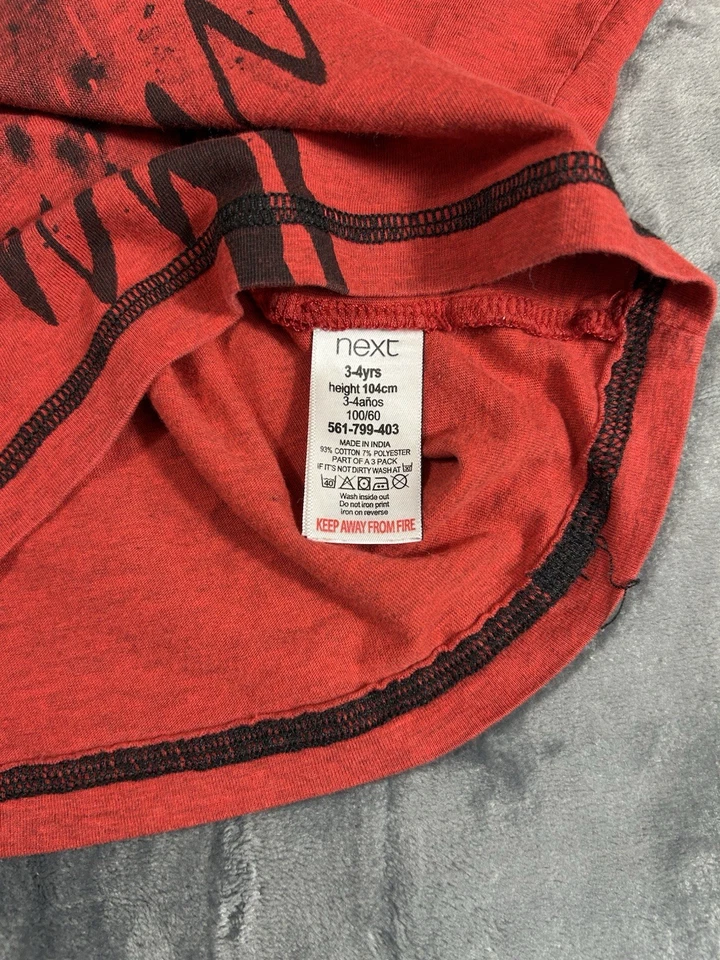 next
3-4yrs
height 104cm
3-4años
100/60
561-799-403
MADE IN INDIA
93% COTTON 7% POLYESTER
PART OF A 3 PACK
IF IT'S NOT DIRTY WASH AT 30
40
Wash inside out
Do not iron print
Iron on reverse
KEEP AWAY FROM FIRE